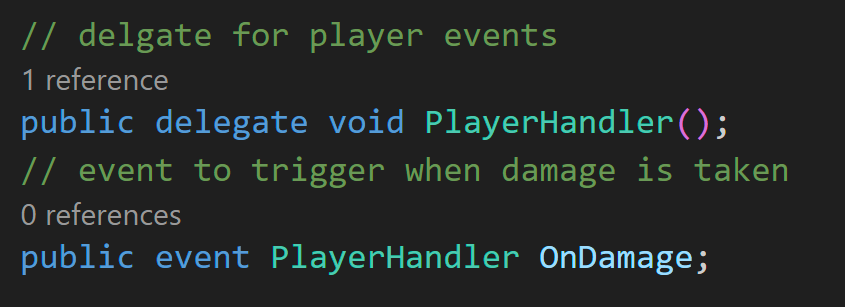 // delgate for player events
1 reference
public delegate void PlayerHandler();
// event to trigger when damage is taken
0 references
public event PlayerHandler OnDamage;